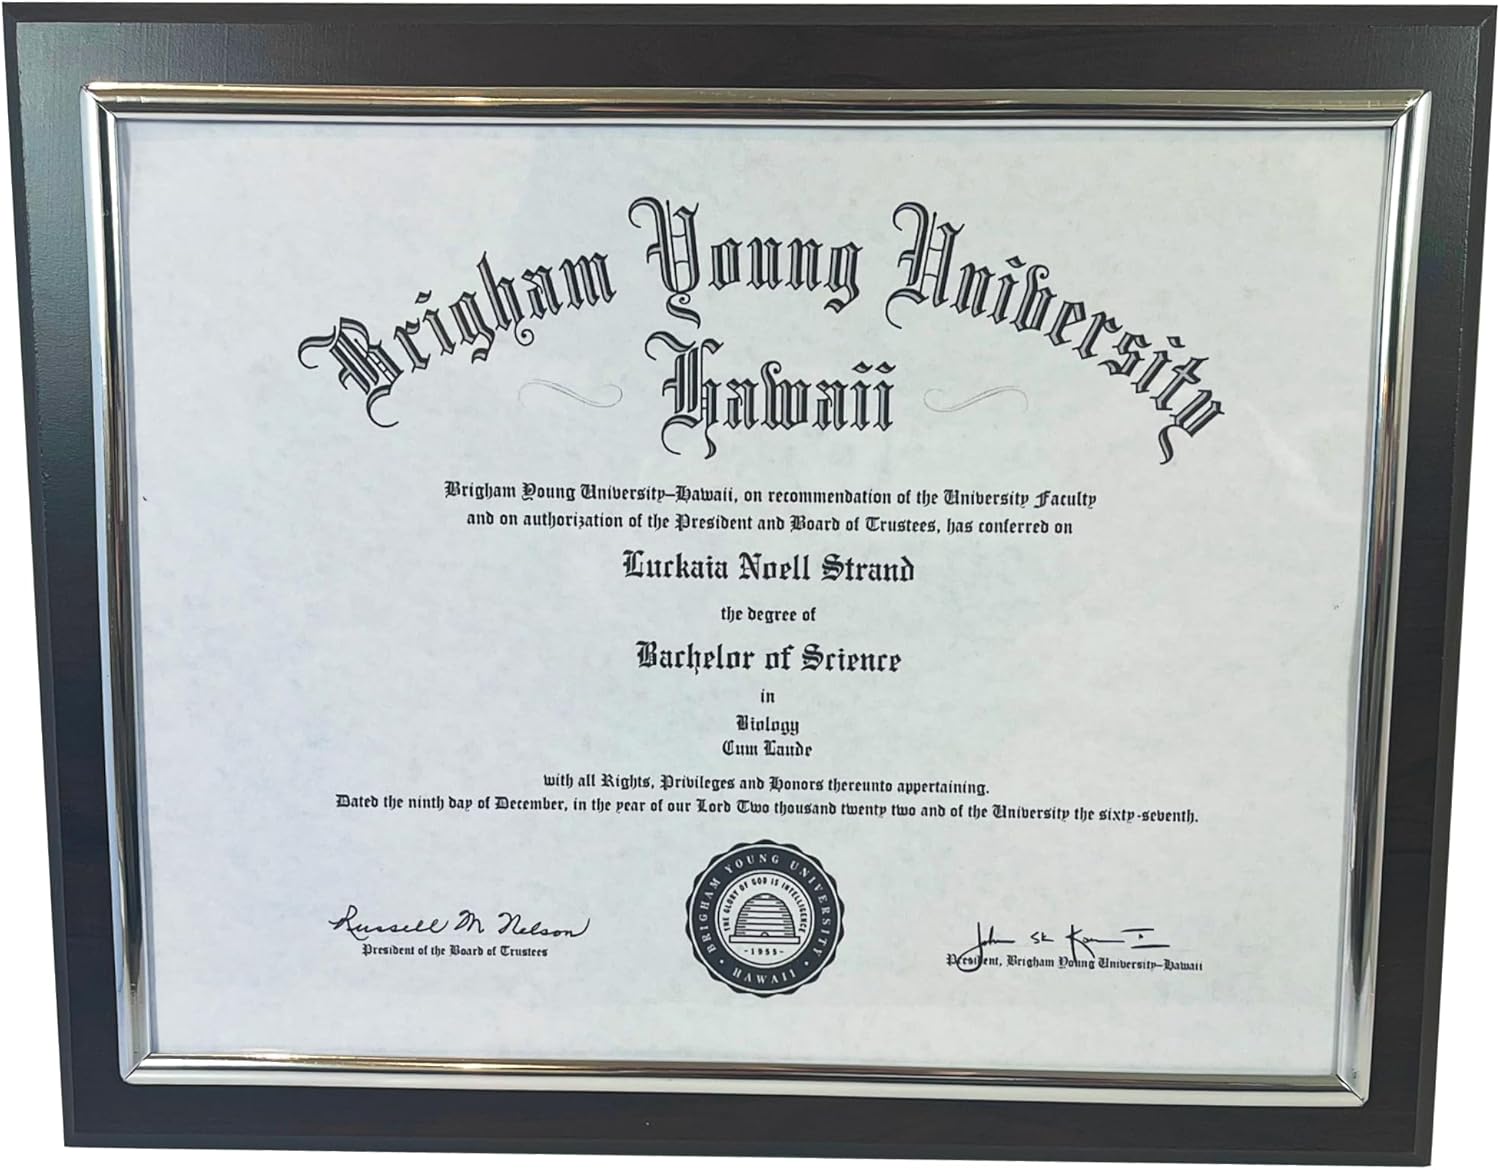 Brigham Young University
Hawaii
Brigham Young University–Hawaii, on recommendation of the University Faculty
and on authorization of the President and Board of Trustees, has conferred on
Luckaia Noell Strand
the degree of
Bachelor of Science
in
Biology
Cum Laude
with all Rights, Privileges and Honors thereunto appertaining.
Dated the ninth day of December, in the year of our Lord Two thousand twenty two and of the University the sixty-seventh.
BRIGHAM YOUNG UNIVERSITY
THE GLORY OF GOD IS INTELLIGENCE
-1955-
• HAWAII •
Russell M Nelson
President of the Board of Trustees
John
President, Brigham Young University–Hawaii